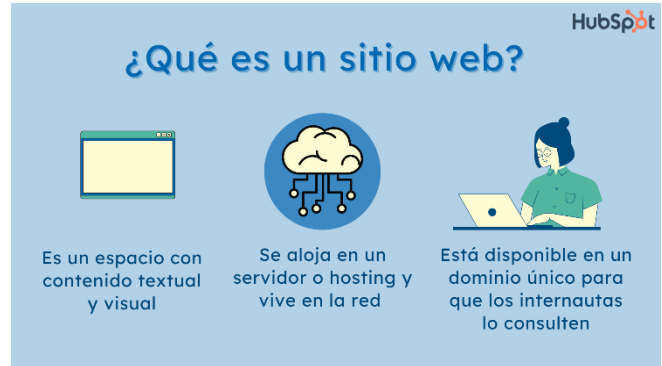 HubSpot
¿Qué es un sitio web?
Es un espacio con
contenido textual
y visual
Se aloja en un
servidor o hosting y
vive en la red
Está disponible en un
dominio único para
que los internautas
lo consulten